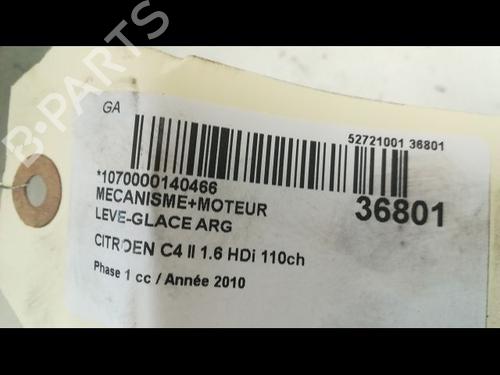 B-PARTS
GA
52721001 36801
36801
*1070000140466
MECANISME+MOTEUR
LEVE-GLACE ARG
CITROEN C4 II 1.6 HDi 110ch
Phase 1 cc / Année 2010